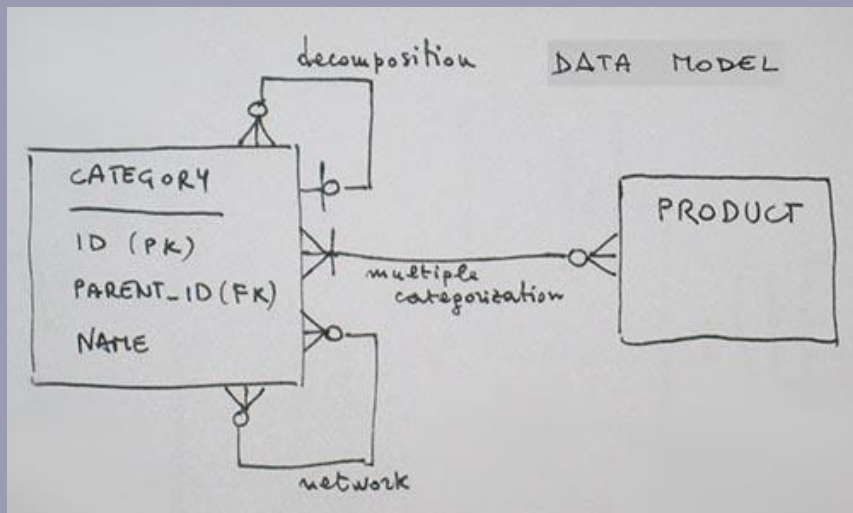 decomposition
DATA MODEL
CATEGORY
ID (PK)
PARENT_ID (FK)
NAME
PRODUCT
multiple
categorization
network